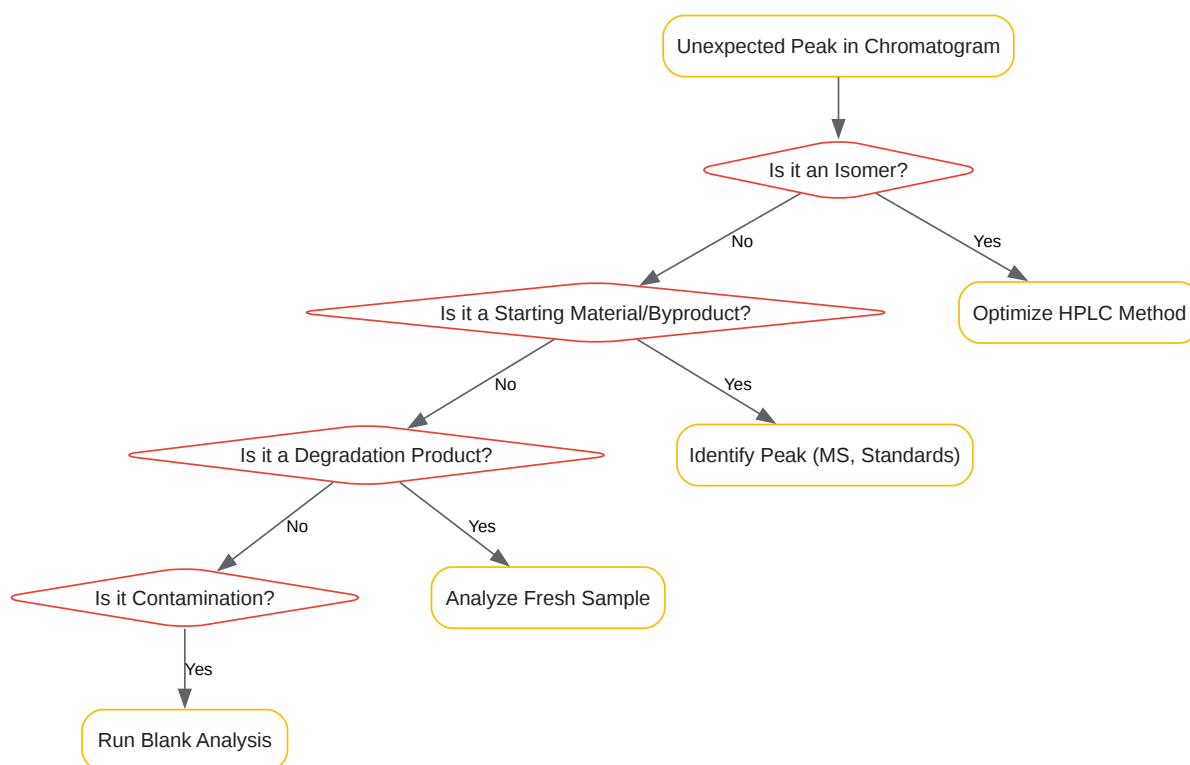 Unexpected Peak in Chromatogram
Is it an Isomer?
No
Yes
Is it a Starting Material/Byproduct?
Optimize HPLC Method
No
Yes
Is it a Degradation Product?
Identify Peak (MS, Standards)
No
Yes
Is it Contamination?
Analyze Fresh Sample
Yes
Run Blank Analysis